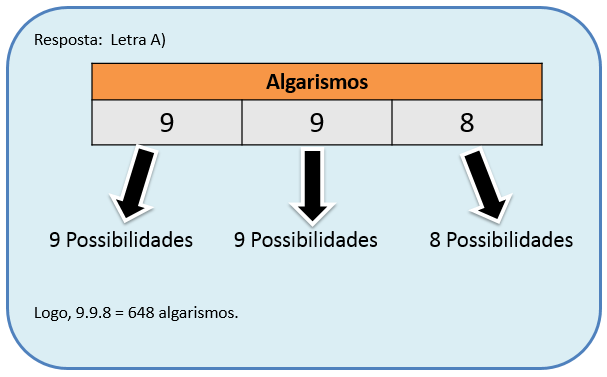 Resposta: Letra A)
Algarismos
9 9 8
9 Possibilidades 9 Possibilidades 8 Possibilidades
Logo, 9.9.8 = 648 algarismos.